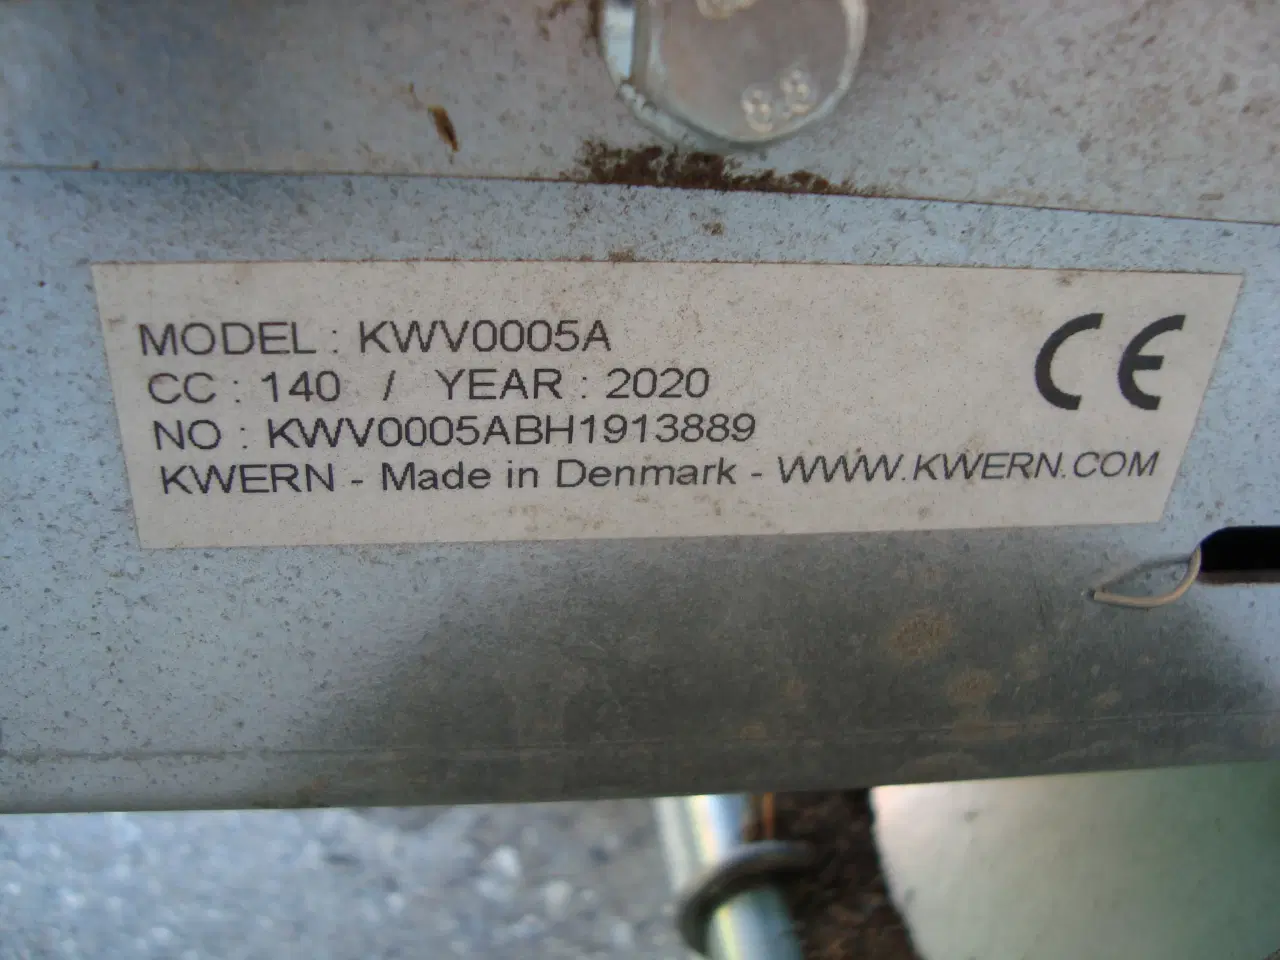 8.8
MODEL : KWV0005A
CC : 140 / YEAR : 2020
NO : KWV0005ABH1913889
KWERN - Made in Denmark - WWW.KWERN.COM
CE